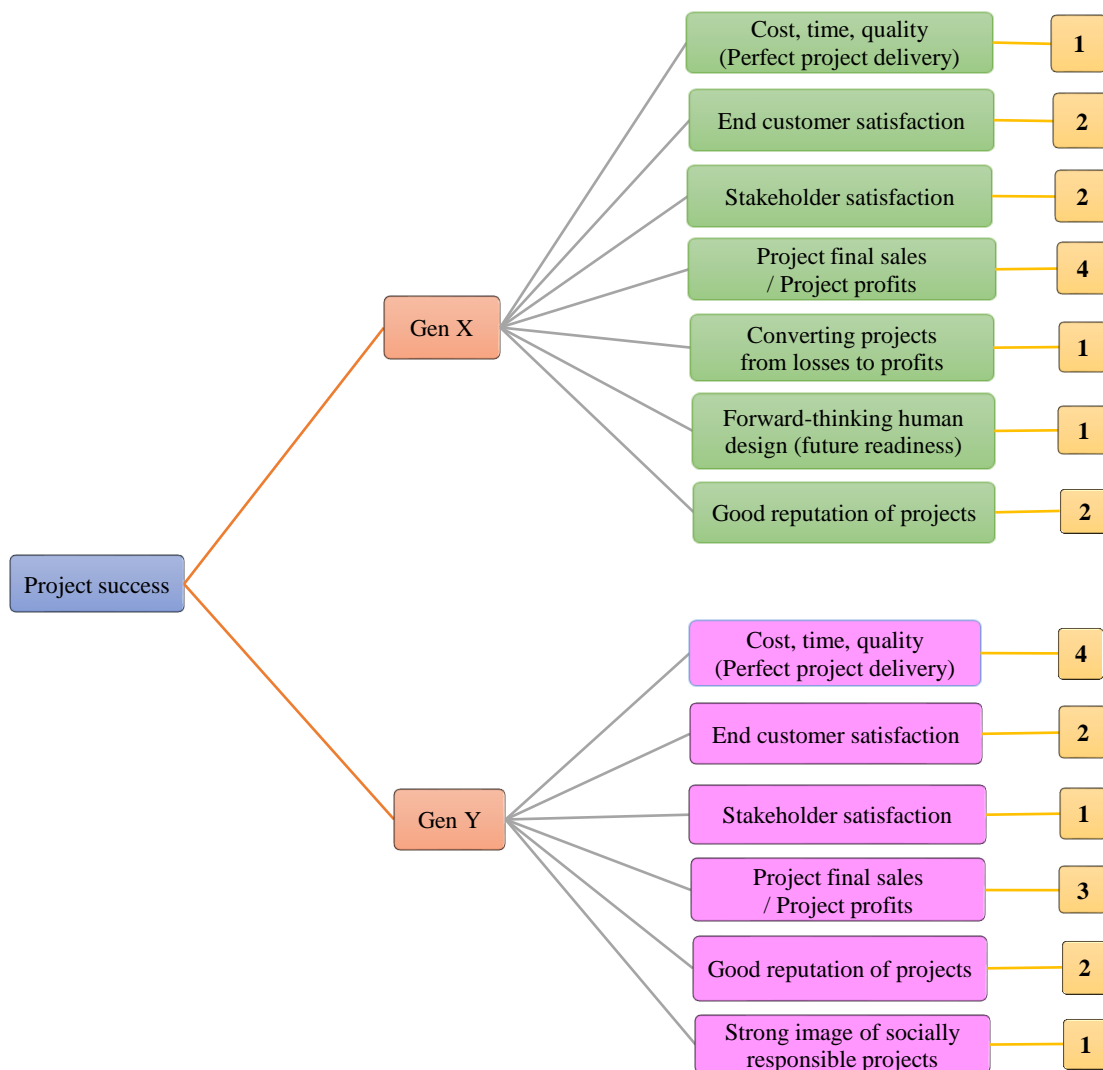 Cost, time, quality
(Perfect project delivery)
1
End customer satisfaction
2
Stakeholder satisfaction
2
Project final sales
/ Project profits
4
Gen X
Converting projects
from losses to profits
1
Forward-thinking human
design (future readiness)
1
Good reputation of projects
2
Project success
Cost, time, quality
(Perfect project delivery)
4
End customer satisfaction
2
Gen Y
Stakeholder satisfaction
1
Project final sales
/ Project profits
3
Good reputation of projects
2
Strong image of socially
responsible projects
1